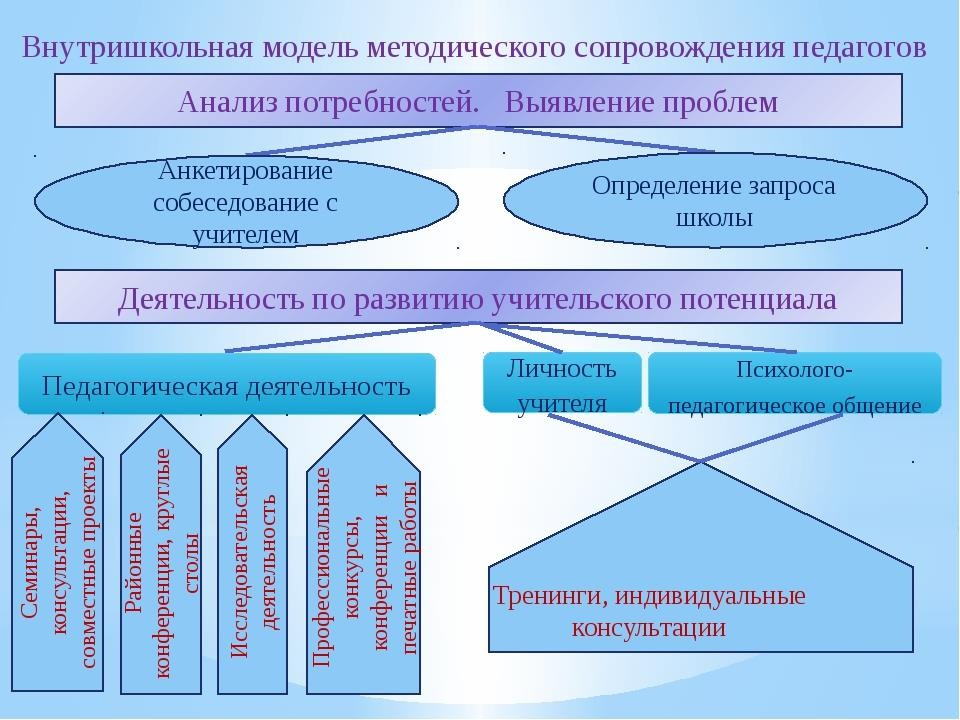 Внутришкольная модель методического сопровождения педагогов
Анализ потребностей. Выявление проблем
Анкетирование
собеседование с
учителем
Определение запроса
школы
Деятельность по развитию учительского потенциала
Педагогическая деятельность
Личность
учителя
Психолого-
педагогическое общение
Семинары,
консультации,
совместные проекты
Районные
конференции, круглые
столы
Исследовательская
деятельность
Профессиональные
конкурсы,
конференции и
печатные работы
Тренинги, индивидуальные
консультации